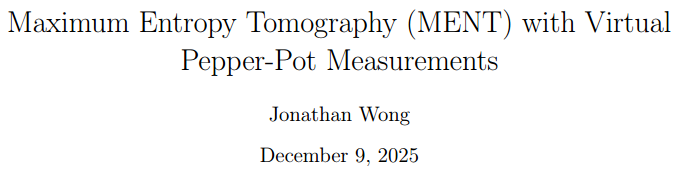 Maximum Entropy Tomography (MENT) with Virtual
Pepper-Pot Measurements
Jonathan Wong
December 9, 2025